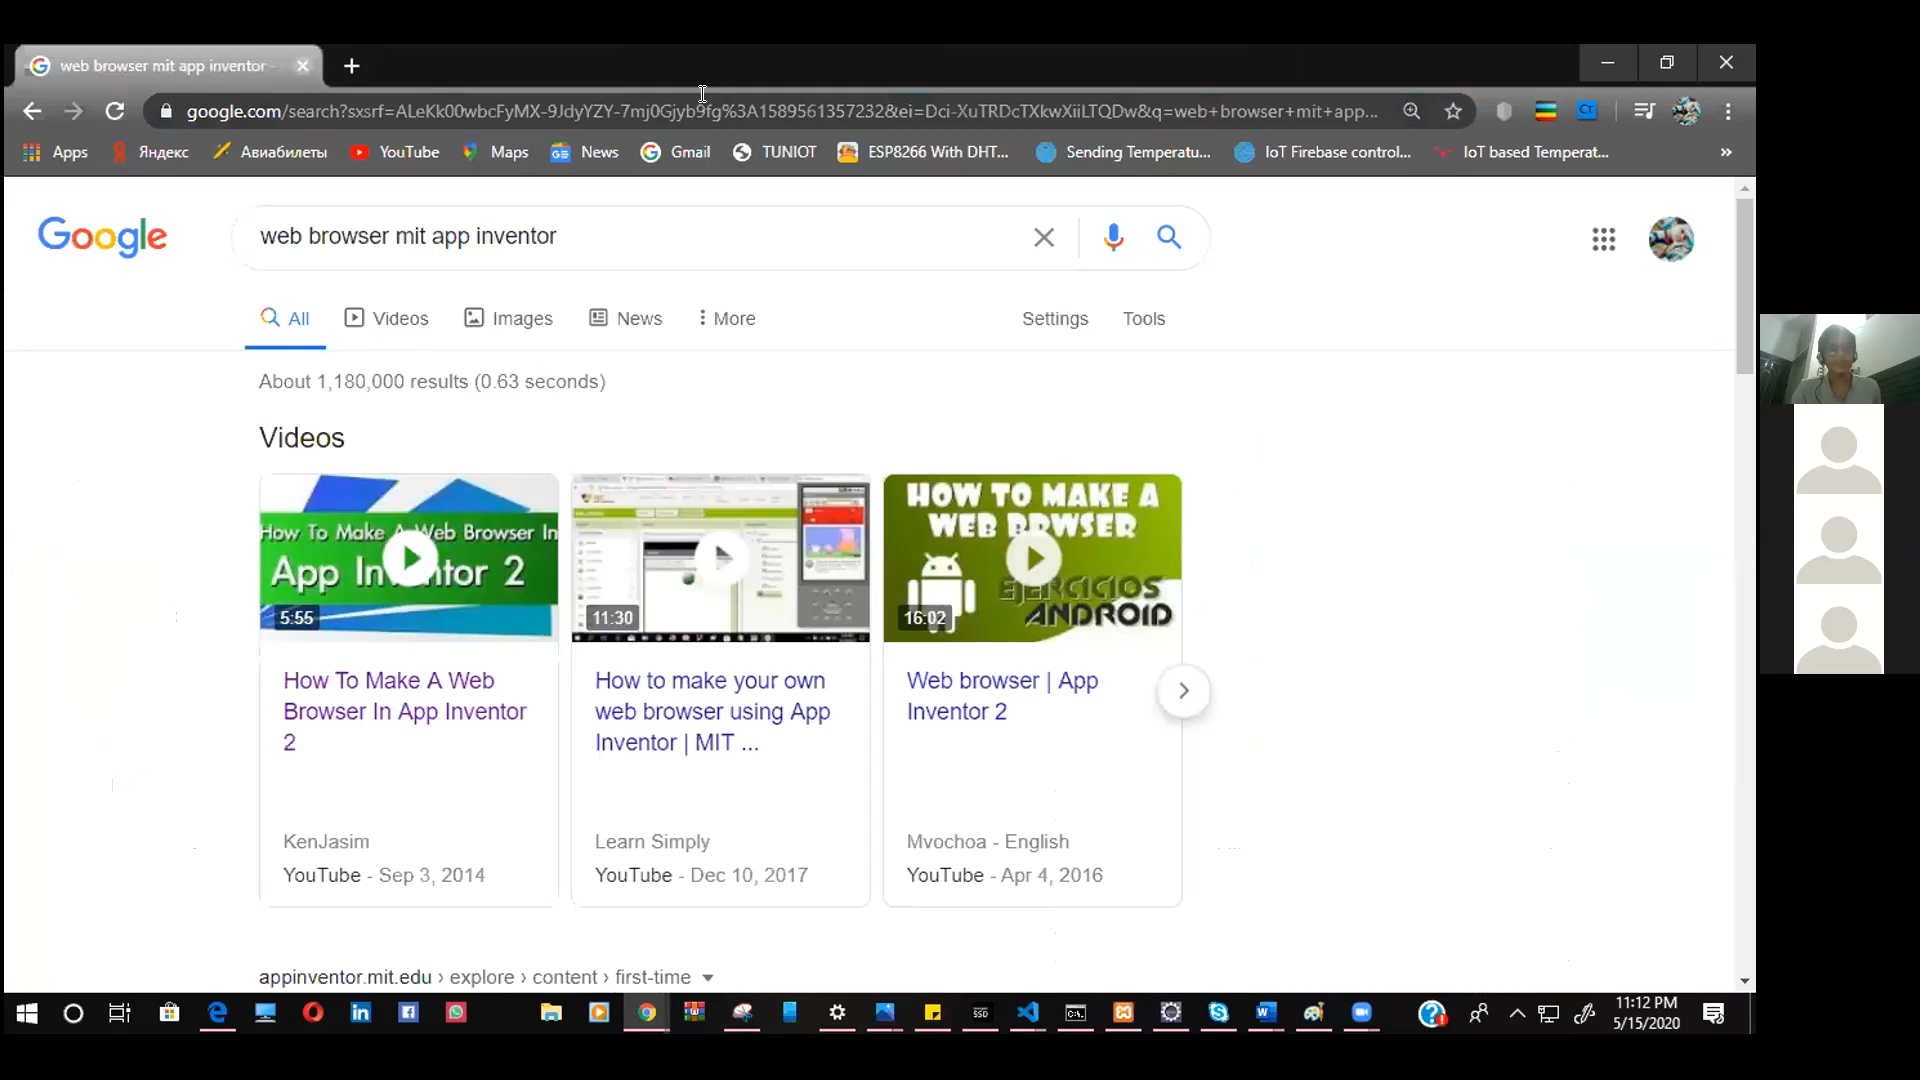 web browser mit app inventor
google.com/search?sxsrf=ALeKk00wbcFyMX-9JdyYZY-7mj0Gjyb9fg%3A1589561357232&ei=Dci-XuTRDcTXkwXiiLTQDw&q=web+browser+mit+app...
Apps Яндекс Авиабилеты YouTube Maps News Gmail TUNIOT ESP8266 With DHT... Sending Temperatu... IoT Firebase control... IoT based Temperat... »
Google
web browser mit app inventor
All Videos Images News More Settings Tools
About 1,180,000 results (0.63 seconds)
Videos
How To Make A Web Browser In
App Inventor 2
5:55
11:30
HOW TO MAKE A
WEB BRWSER
EJERCICIOS
ANDROID
16:02
How To Make A Web
Browser In App Inventor
2
KenJasim
YouTube - Sep 3, 2014
How to make your own
web browser using App
Inventor | MIT ...
Learn Simply
YouTube - Dec 10, 2017
Web browser | App
Inventor 2
Mvochoa - English
YouTube - Apr 4, 2016
appinventor.mit.edu › explore › content › first-time
11:12 PM
5/15/2020